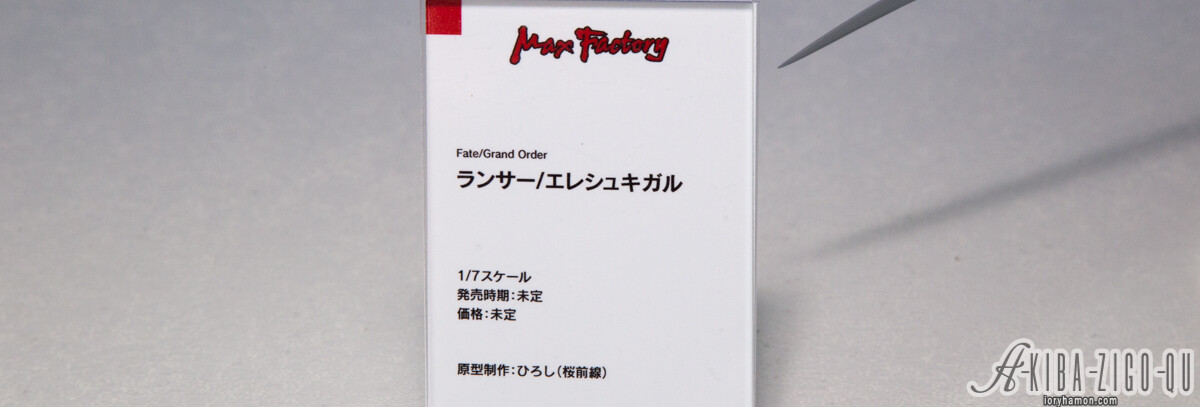 Max Factory
Fate/Grand Order
ランサー/エレシュキガル
1/7スケール
発売時期:未定
価格:未定
原型制作:ひろし(桜前線)
A-KIBA-ZIGO-QU
ioryhamon.com